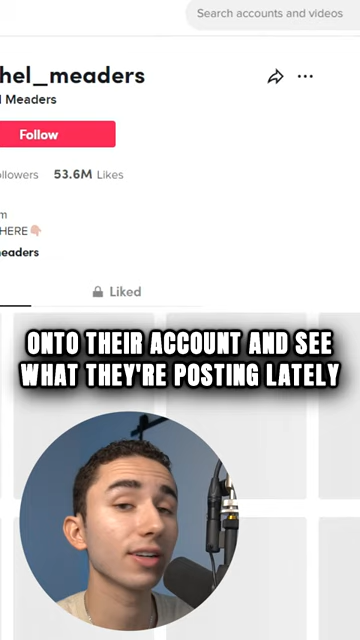 Search accounts and videos
hel_meaders
l Meaders
Follow
ollowers 53.6M Likes
m
HERE👇🏼
neaders
Liked
ONTO THEIR ACCOUNT AND SEE
WHAT THEY'RE POSTING LATELY